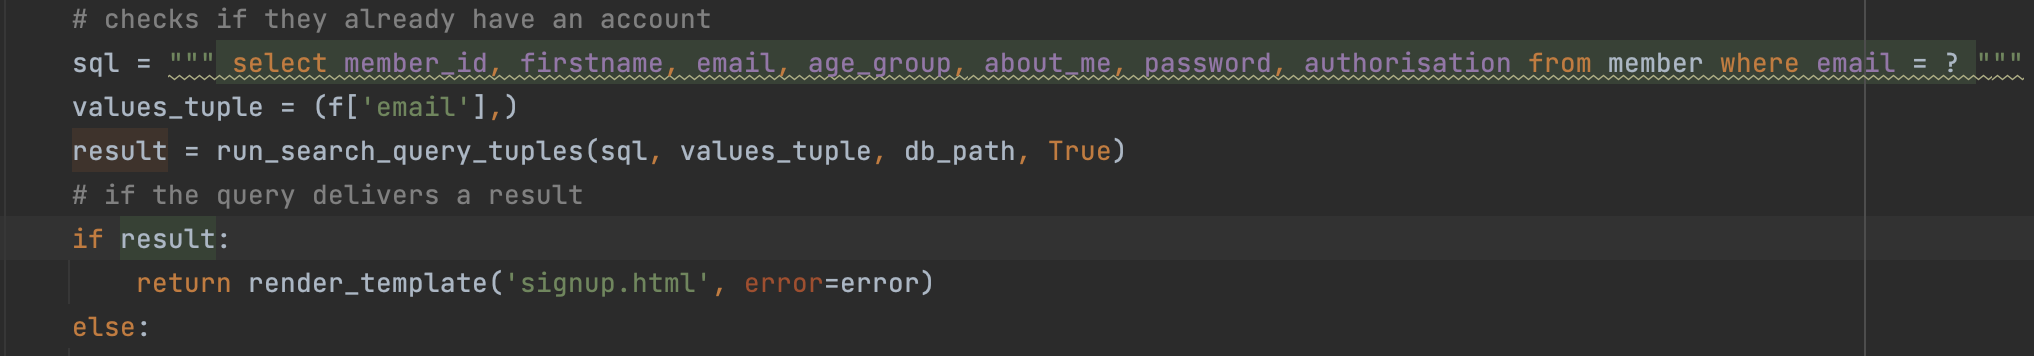 # checks if they already have an account
sql = """ select member_id, firstname, email, age_group, about_me, password, authorisation from member where email = ? """
values_tuple = (f['email'],)
result = run_search_query_tuples(sql, values_tuple, db_path, True)
# if the query delivers a result
if result:
    return render_template('signup.html', error=error)
else: